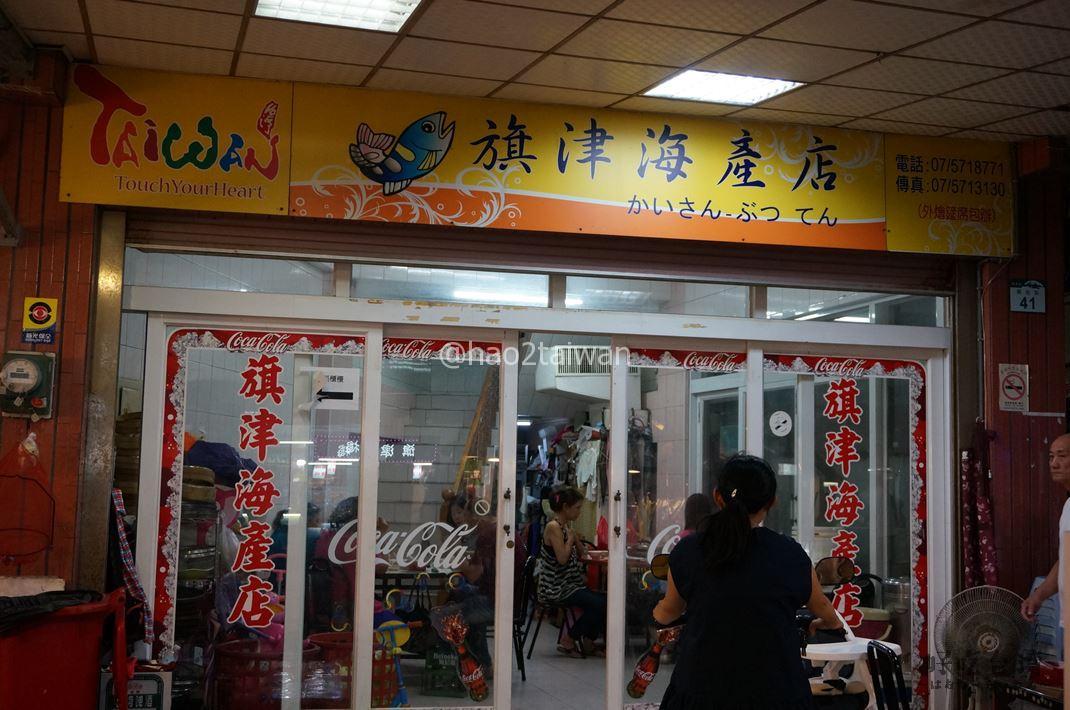 TAiWAN
TouchYourHeart
旗津海產店
かいさん-ぶつ てん
電話:07/5718771
傳真:07/5713130
(外燴筵席包辦)
41
Coca-Cola
Coca-Cola
Coca-Cola
Coca-Cola
@hao2taiwan
旗津海產店
旗津海產店
Coca-Cola